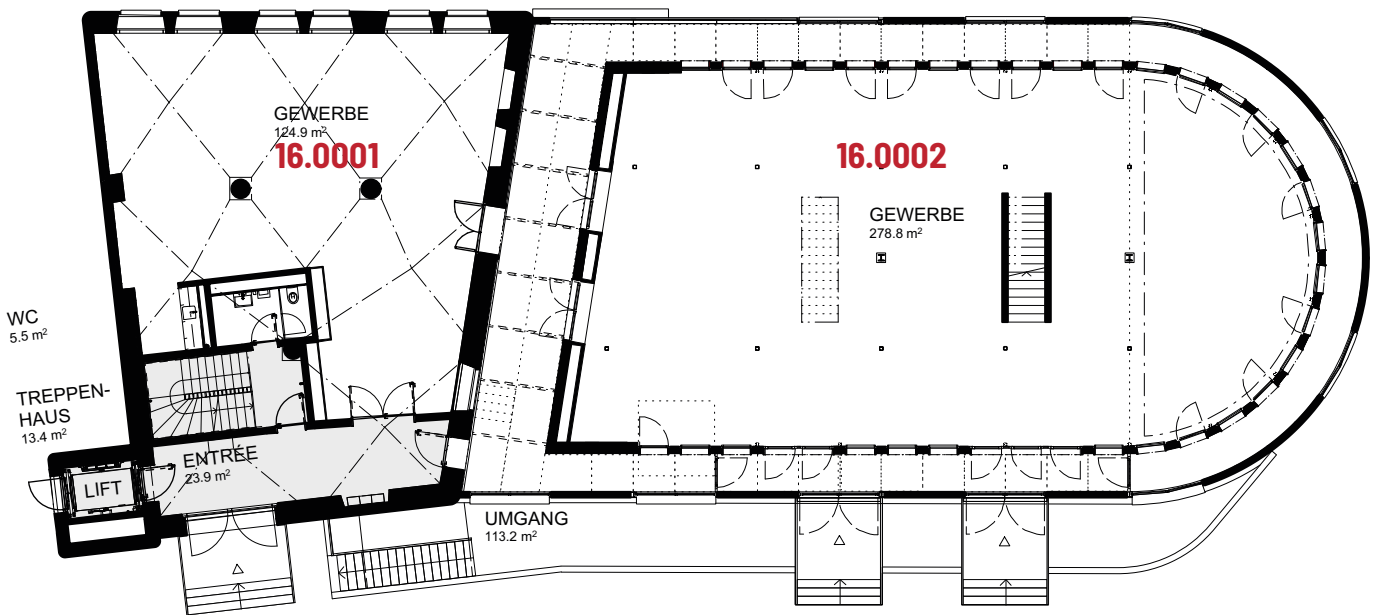 GEWERBE
124.9 m²
16.0001
16.0002
GEWERBE
278.8 m²
WC
5.5 m²
TREPPEN-
HAUS
13.4 m²
ENTRÉE
23.9 m²
LIFT
UMGANG
113.2 m²